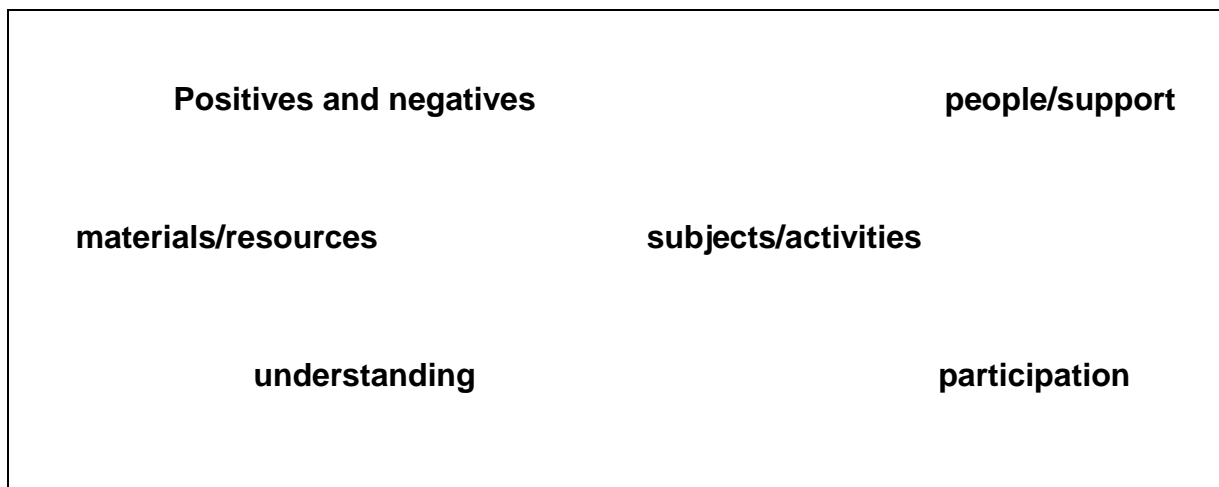 Positives and negatives people/support
materials/resources subjects/activities
understanding participation